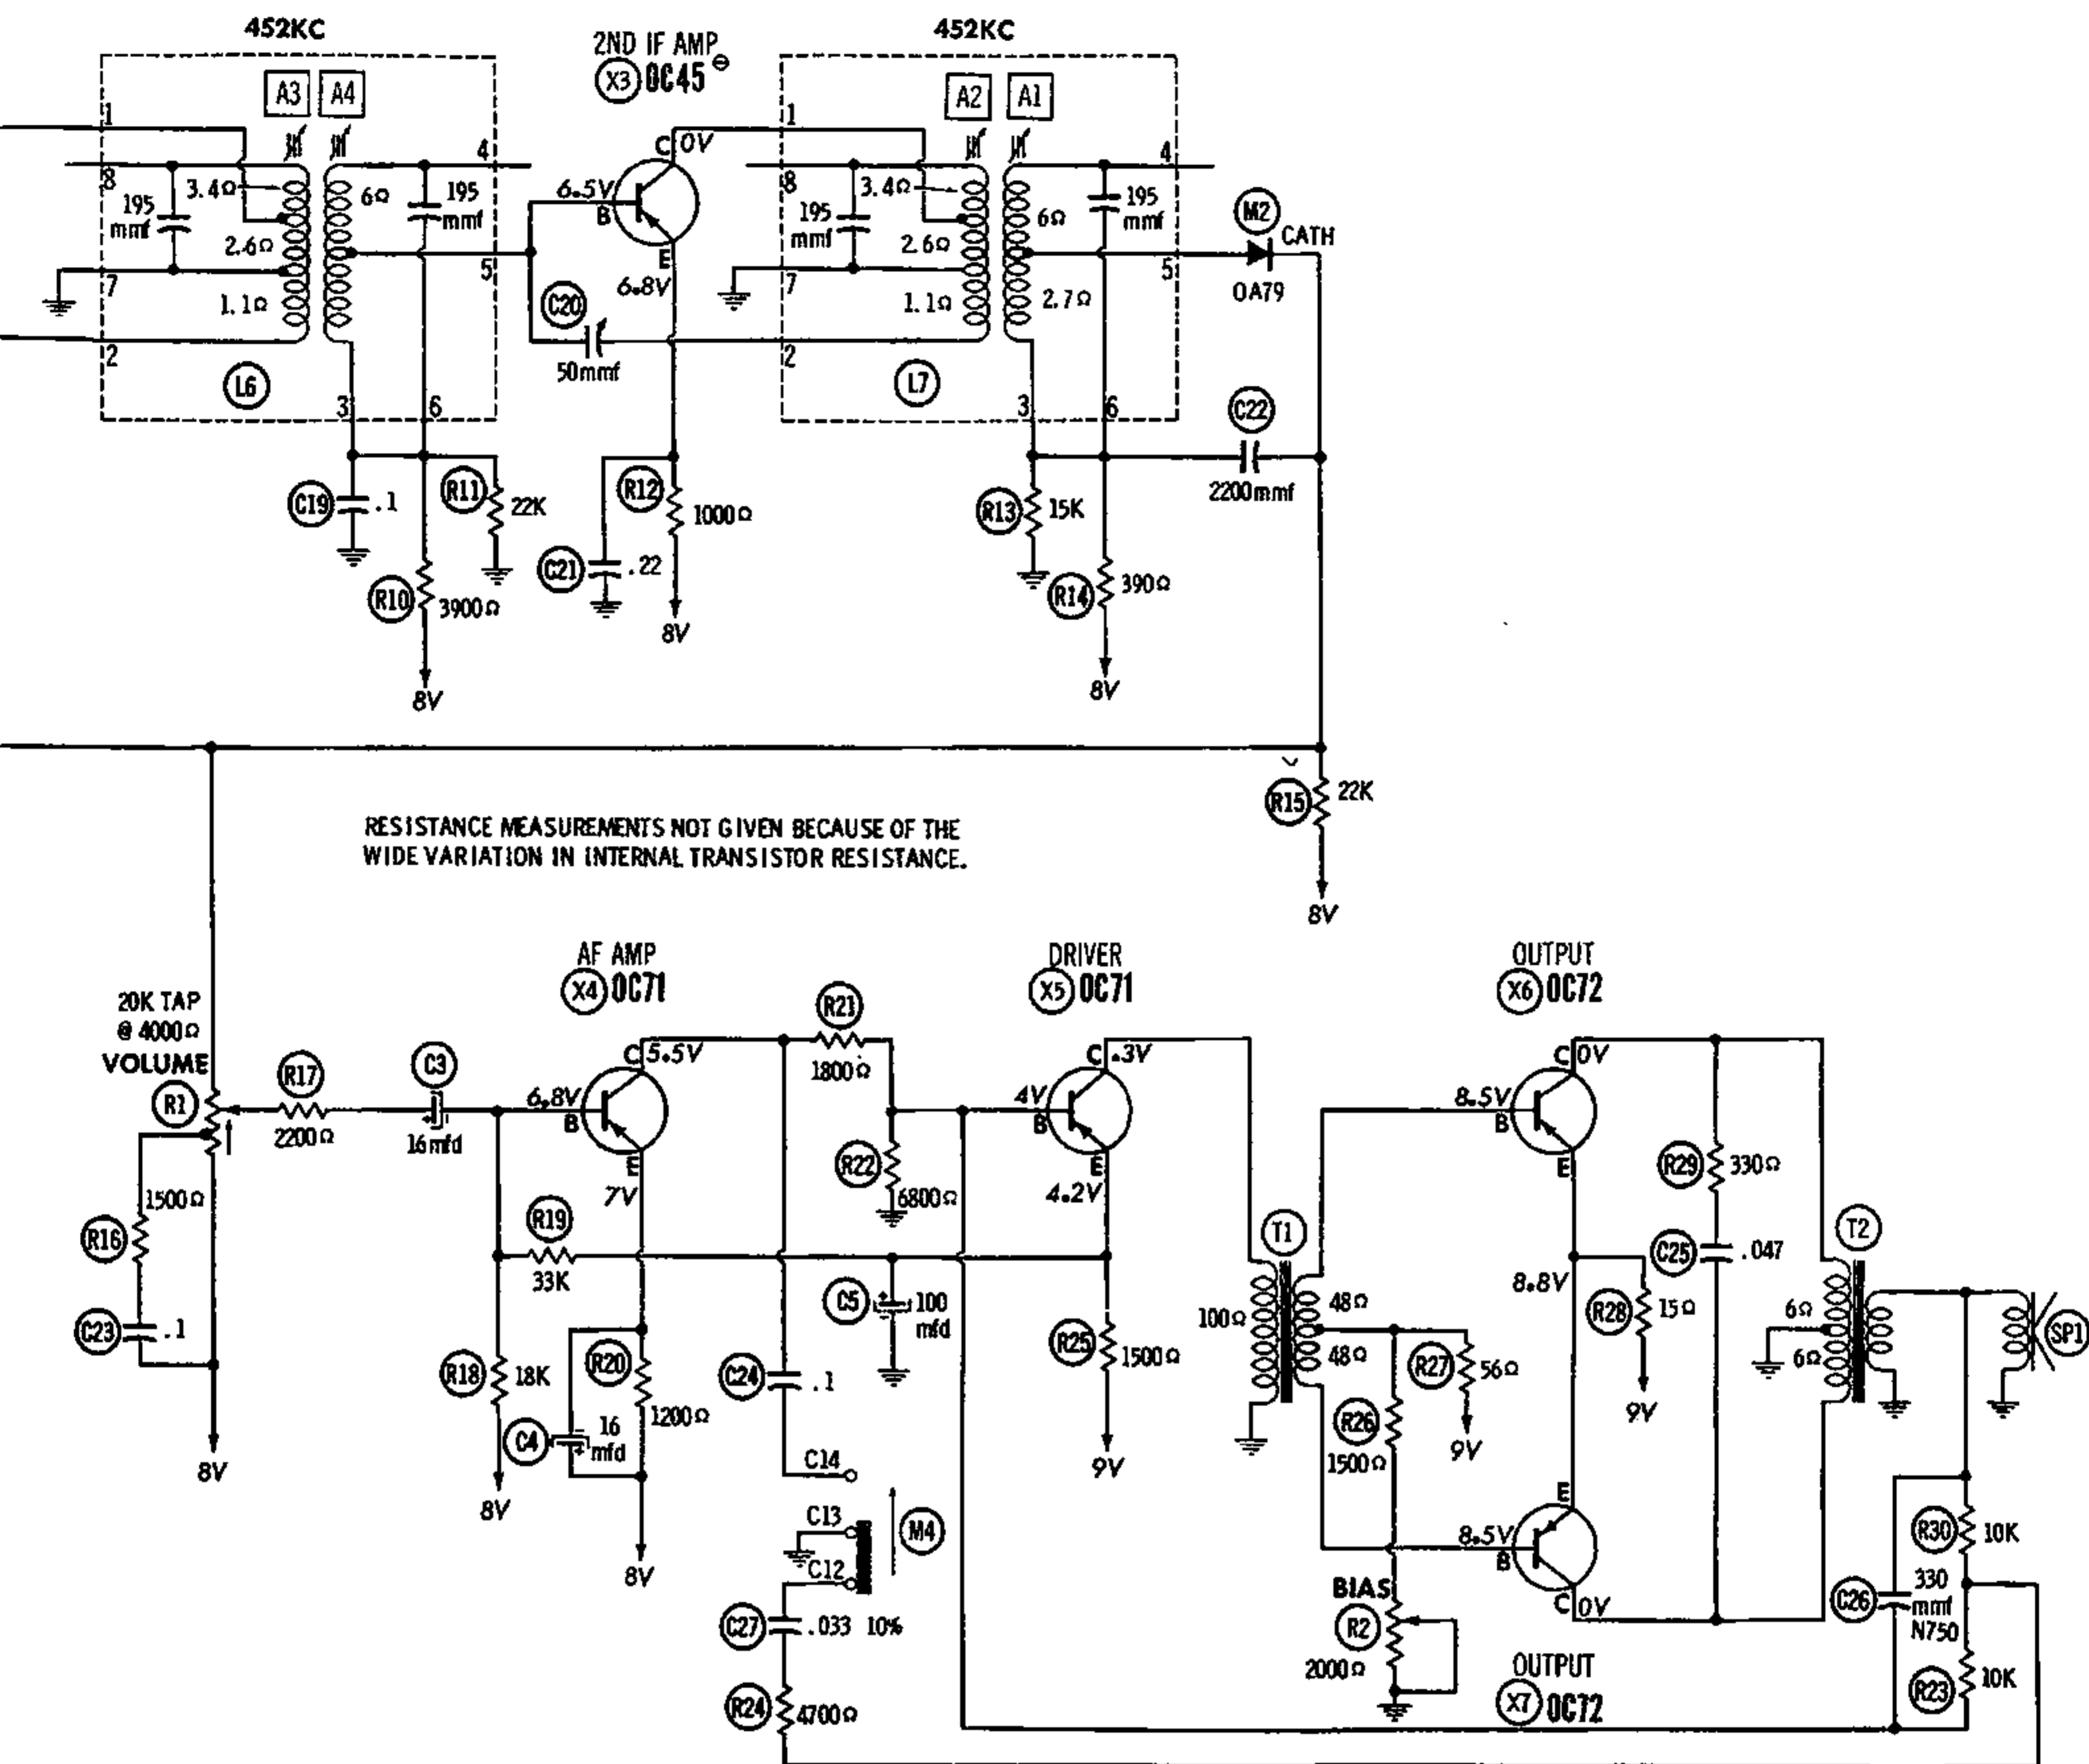 452KC
A3 A4
1
8
3.4Ω
195
mmf
2.6Ω
7
1.1Ω
2
L6
6Ω
195
mmf
4
5
3
6
C19 .1
R11 22K
R10 3900Ω
8V
2ND IF AMP
X3 OC45 ⊖
C 0V
6.5V
B
E
6.8V
C20
50mmf
R12 1000Ω
C21 .22
8V
452KC
A2 A1
1
8
3.4Ω
195
mmf
2.6Ω
7
1.1Ω
2
L7
6Ω
195
mmf
2.7Ω
4
5
3
6
M2
CATH
OA79
C22
2200mmf
R13 15K
R14 390Ω
8V
R15 22K
8V
RESISTANCE MEASUREMENTS NOT GIVEN BECAUSE OF THE
WIDE VARIATION IN INTERNAL TRANSISTOR RESISTANCE.
20K TAP
@ 4000Ω
VOLUME
R1
R17
2200Ω
C3
16mfd
1500Ω
R16
C23 .1
8V
AF AMP
X4 OC71
C 5.5V
6.8V
B
E
7V
R19
33K
R18 18K
8V
R20
1200Ω
C4
16
mfd
8V
R21
1800Ω
R22
6800Ω
C5 100
mfd
C24 .1
C14
C13
C12
M4
C27 .033 10%
R24 4700Ω
DRIVER
X5 OC71
C .3V
4V
B
E
4.2V
R25 1500Ω
9V
T1
100Ω
48Ω
48Ω
R27 56Ω
9V
R26
1500Ω
BIAS
R2
2000Ω
OUTPUT
X6 OC72
C 0V
8.5V
B
E
8.8V
R28 15Ω
9V
R29 330Ω
C25 .047
T2
6Ω
6Ω
SP1
E
8.5V
B
C 0V
OUTPUT
X7 OC72
R30 10K
C26 330
mmf
N750
R23 10K